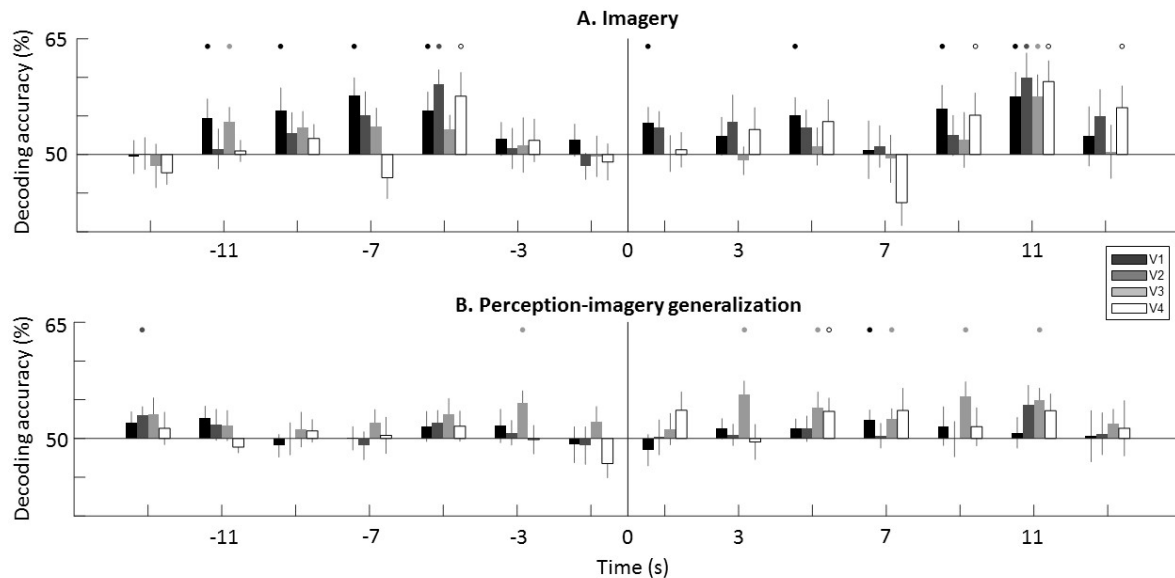 A. Imagery
Decoding accuracy (%)
65
50
-11 -7 -3 0 3 7 11
V1
V2
V3
V4
B. Perception-imagery generalization
Decoding accuracy (%)
65
50
-11 -7 -3 0 3 7 11
Time (s)